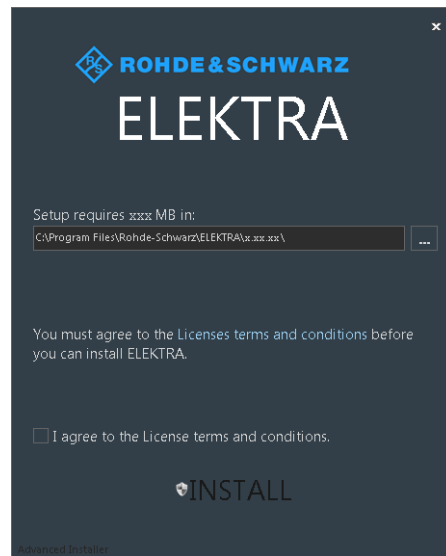 ×
R S
ROHDE & SCHWARZ
ELEKTRA
Setup requires xxx MB in:
C:\Program Files\Rohde-Schwarz\ELEKTRA\x.xx.xx\
...
You must agree to the Licenses terms and conditions before
you can install ELEKTRA.
I agree to the License terms and conditions.
INSTALL
Advanced Installer